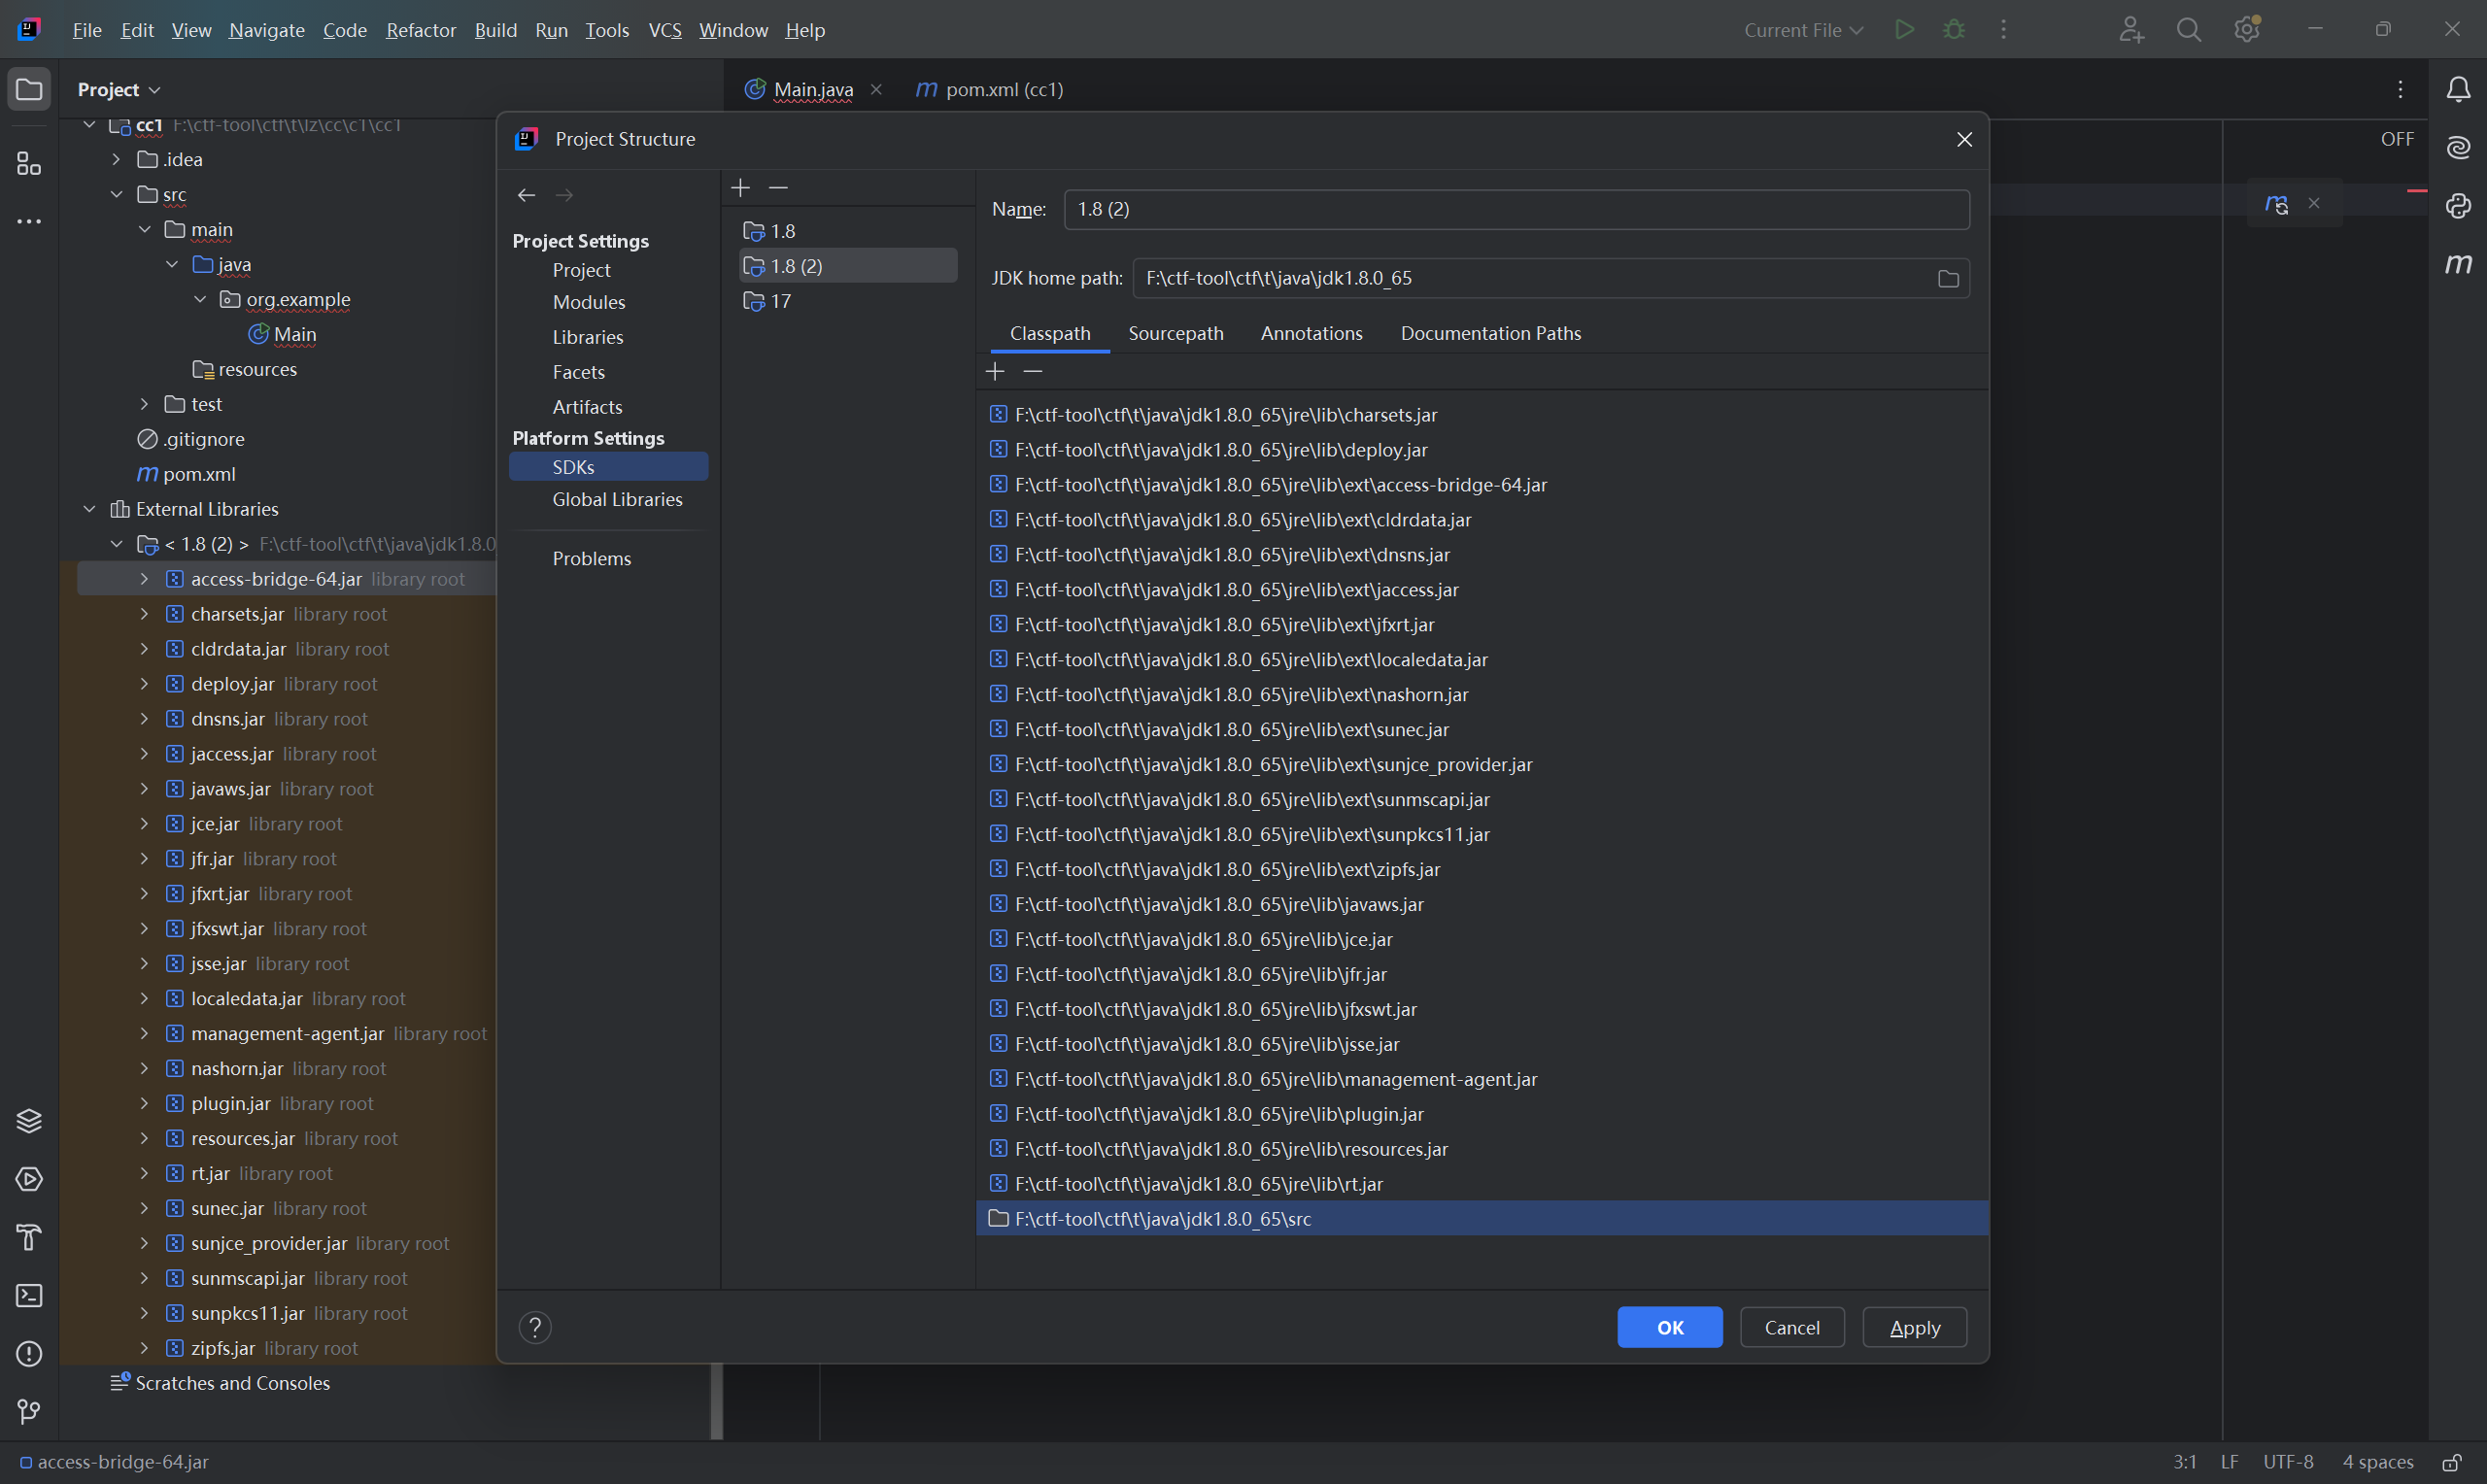 File Edit View Navigate Code Refactor Build Run Tools VCS Window Help
Current File
Project
Main.java
pom.xml (cc1)
OFF
cc1 F:\ctf-tool\ctf\t\lz\cc\c1\cc1
.idea
src
main
java
org.example
Main
resources
test
.gitignore
pom.xml
External Libraries
< 1.8 (2) > F:\ctf-tool\ctf\t\java\jdk1.8.0
access-bridge-64.jar library root
charsets.jar library root
cldrdata.jar library root
deploy.jar library root
dnsns.jar library root
jaccess.jar library root
javaws.jar library root
jce.jar library root
jfr.jar library root
jfxrt.jar library root
jfxswt.jar library root
jsse.jar library root
localedata.jar library root
management-agent.jar library root
nashorn.jar library root
plugin.jar library root
resources.jar library root
rt.jar library root
sunec.jar library root
sunjce_provider.jar library root
sunmscapi.jar library root
sunpkcs11.jar library root
zipfs.jar library root
Scratches and Consoles
Project Structure
Project Settings
Project
Modules
Libraries
Facets
Artifacts
Platform Settings
SDKs
Global Libraries
Problems
1.8
1.8 (2)
17
Name: 1.8 (2)
JDK home path: F:\ctf-tool\ctf\t\java\jdk1.8.0_65
Classpath Sourcepath Annotations Documentation Paths
F:\ctf-tool\ctf\t\java\jdk1.8.0_65\jre\lib\charsets.jar
F:\ctf-tool\ctf\t\java\jdk1.8.0_65\jre\lib\deploy.jar
F:\ctf-tool\ctf\t\java\jdk1.8.0_65\jre\lib\ext\access-bridge-64.jar
F:\ctf-tool\ctf\t\java\jdk1.8.0_65\jre\lib\ext\cldrdata.jar
F:\ctf-tool\ctf\t\java\jdk1.8.0_65\jre\lib\ext\dnsns.jar
F:\ctf-tool\ctf\t\java\jdk1.8.0_65\jre\lib\ext\jaccess.jar
F:\ctf-tool\ctf\t\java\jdk1.8.0_65\jre\lib\ext\jfxrt.jar
F:\ctf-tool\ctf\t\java\jdk1.8.0_65\jre\lib\ext\localedata.jar
F:\ctf-tool\ctf\t\java\jdk1.8.0_65\jre\lib\ext\nashorn.jar
F:\ctf-tool\ctf\t\java\jdk1.8.0_65\jre\lib\ext\sunec.jar
F:\ctf-tool\ctf\t\java\jdk1.8.0_65\jre\lib\ext\sunjce_provider.jar
F:\ctf-tool\ctf\t\java\jdk1.8.0_65\jre\lib\ext\sunmscapi.jar
F:\ctf-tool\ctf\t\java\jdk1.8.0_65\jre\lib\ext\sunpkcs11.jar
F:\ctf-tool\ctf\t\java\jdk1.8.0_65\jre\lib\ext\zipfs.jar
F:\ctf-tool\ctf\t\java\jdk1.8.0_65\jre\lib\javaws.jar
F:\ctf-tool\ctf\t\java\jdk1.8.0_65\jre\lib\jce.jar
F:\ctf-tool\ctf\t\java\jdk1.8.0_65\jre\lib\jfr.jar
F:\ctf-tool\ctf\t\java\jdk1.8.0_65\jre\lib\jfxswt.jar
F:\ctf-tool\ctf\t\java\jdk1.8.0_65\jre\lib\jsse.jar
F:\ctf-tool\ctf\t\java\jdk1.8.0_65\jre\lib\management-agent.jar
F:\ctf-tool\ctf\t\java\jdk1.8.0_65\jre\lib\plugin.jar
F:\ctf-tool\ctf\t\java\jdk1.8.0_65\jre\lib\resources.jar
F:\ctf-tool\ctf\t\java\jdk1.8.0_65\jre\lib\rt.jar
F:\ctf-tool\ctf\t\java\jdk1.8.0_65\src
OK Cancel Apply
access-bridge-64.jar
3:1 LF UTF-8 4 spaces